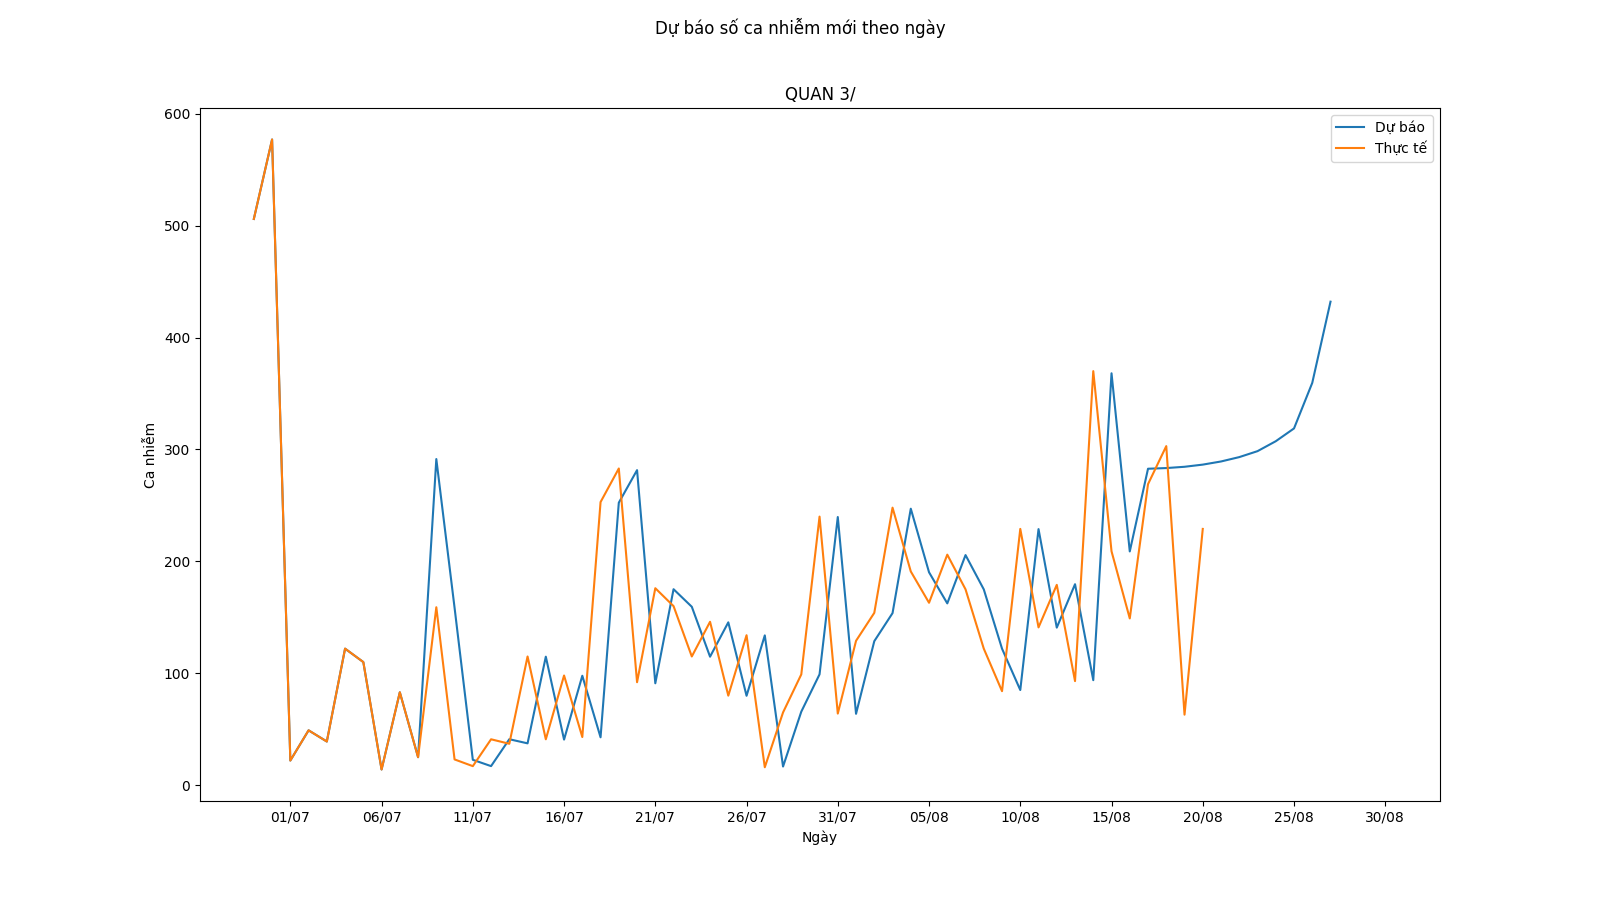 Dự báo số ca nhiễm mới theo ngày
QUAN 3/
Dự báo
Thực tế
600
500
400
300
200
100
0
Ca nhiễm
01/07 06/07 11/07 16/07 21/07 26/07 31/07 05/08 10/08 15/08 20/08 25/08 30/08
Ngày